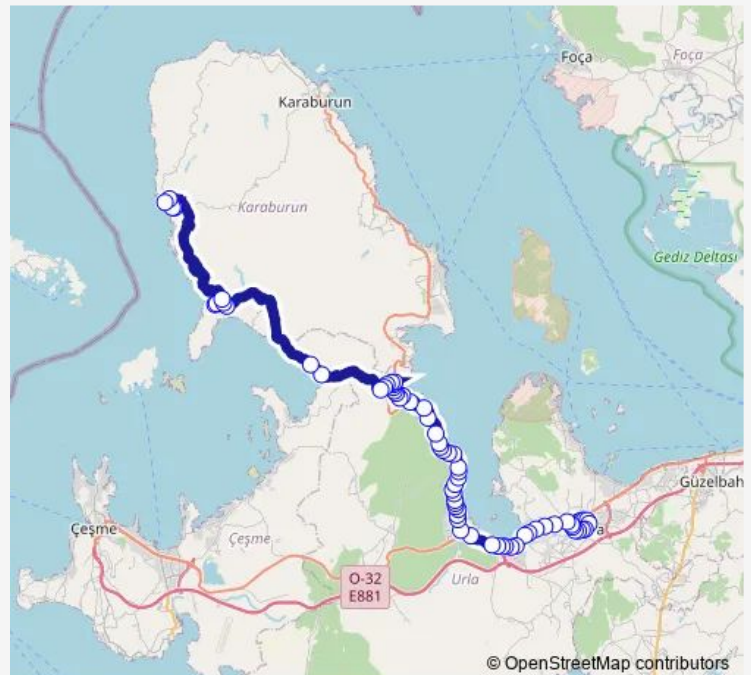 Foça
Foça
Karaburun
Karaburun
Gediz Deltası
Güzelbah
Çeşme
Çeşme
a
O-32
E881
Urla
© OpenStreetMap contributors